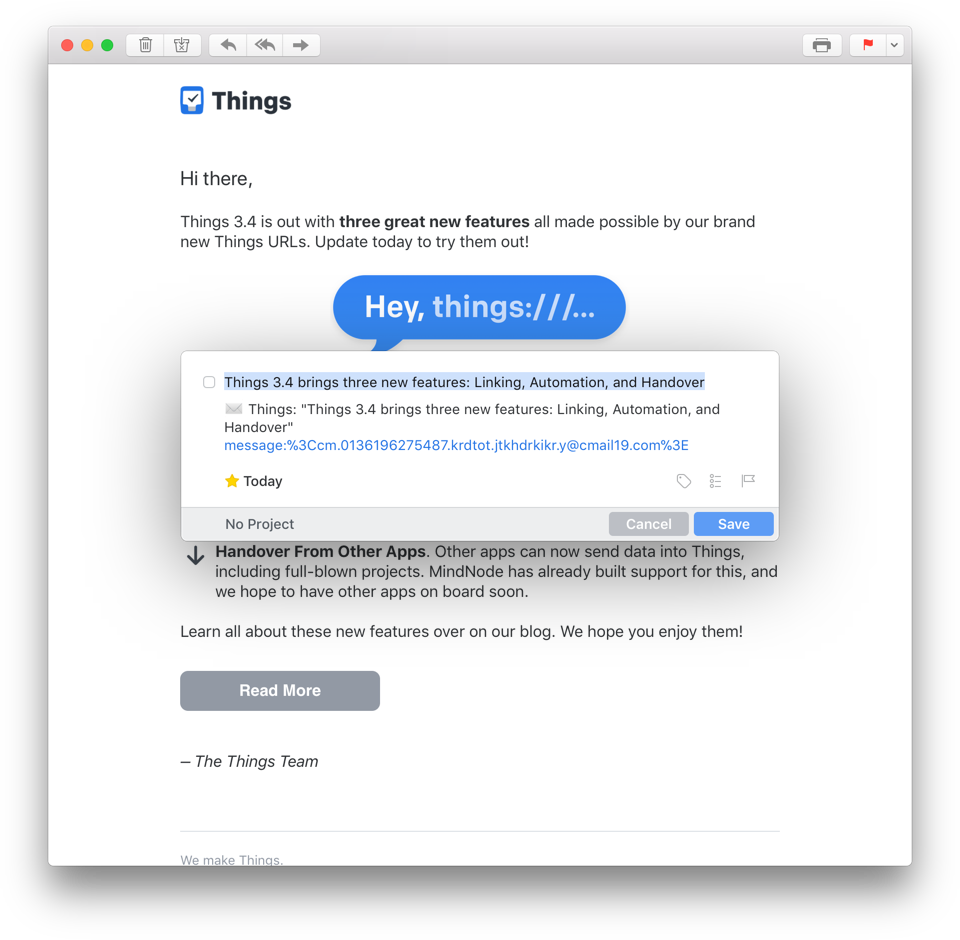 Things
Hi there,
Things 3.4 is out with three great new features all made possible by our brand
new Things URLs. Update today to try them out!
Hey, things:///...
Things 3.4 brings three new features: Linking, Automation, and Handover
Things: "Things 3.4 brings three new features: Linking, Automation, and
Handover"
message:%3Ccm.0136196275487.krdtot.jtkhdrkikr.y@cmail19.com%3E
Today
No Project
Cancel
Save
Handover From Other Apps. Other apps can now send data into Things,
including full-blown projects. MindNode has already built support for this, and
we hope to have other apps on board soon.
Learn all about these new features over on our blog. We hope you enjoy them!
Read More
– The Things Team
We make Things.